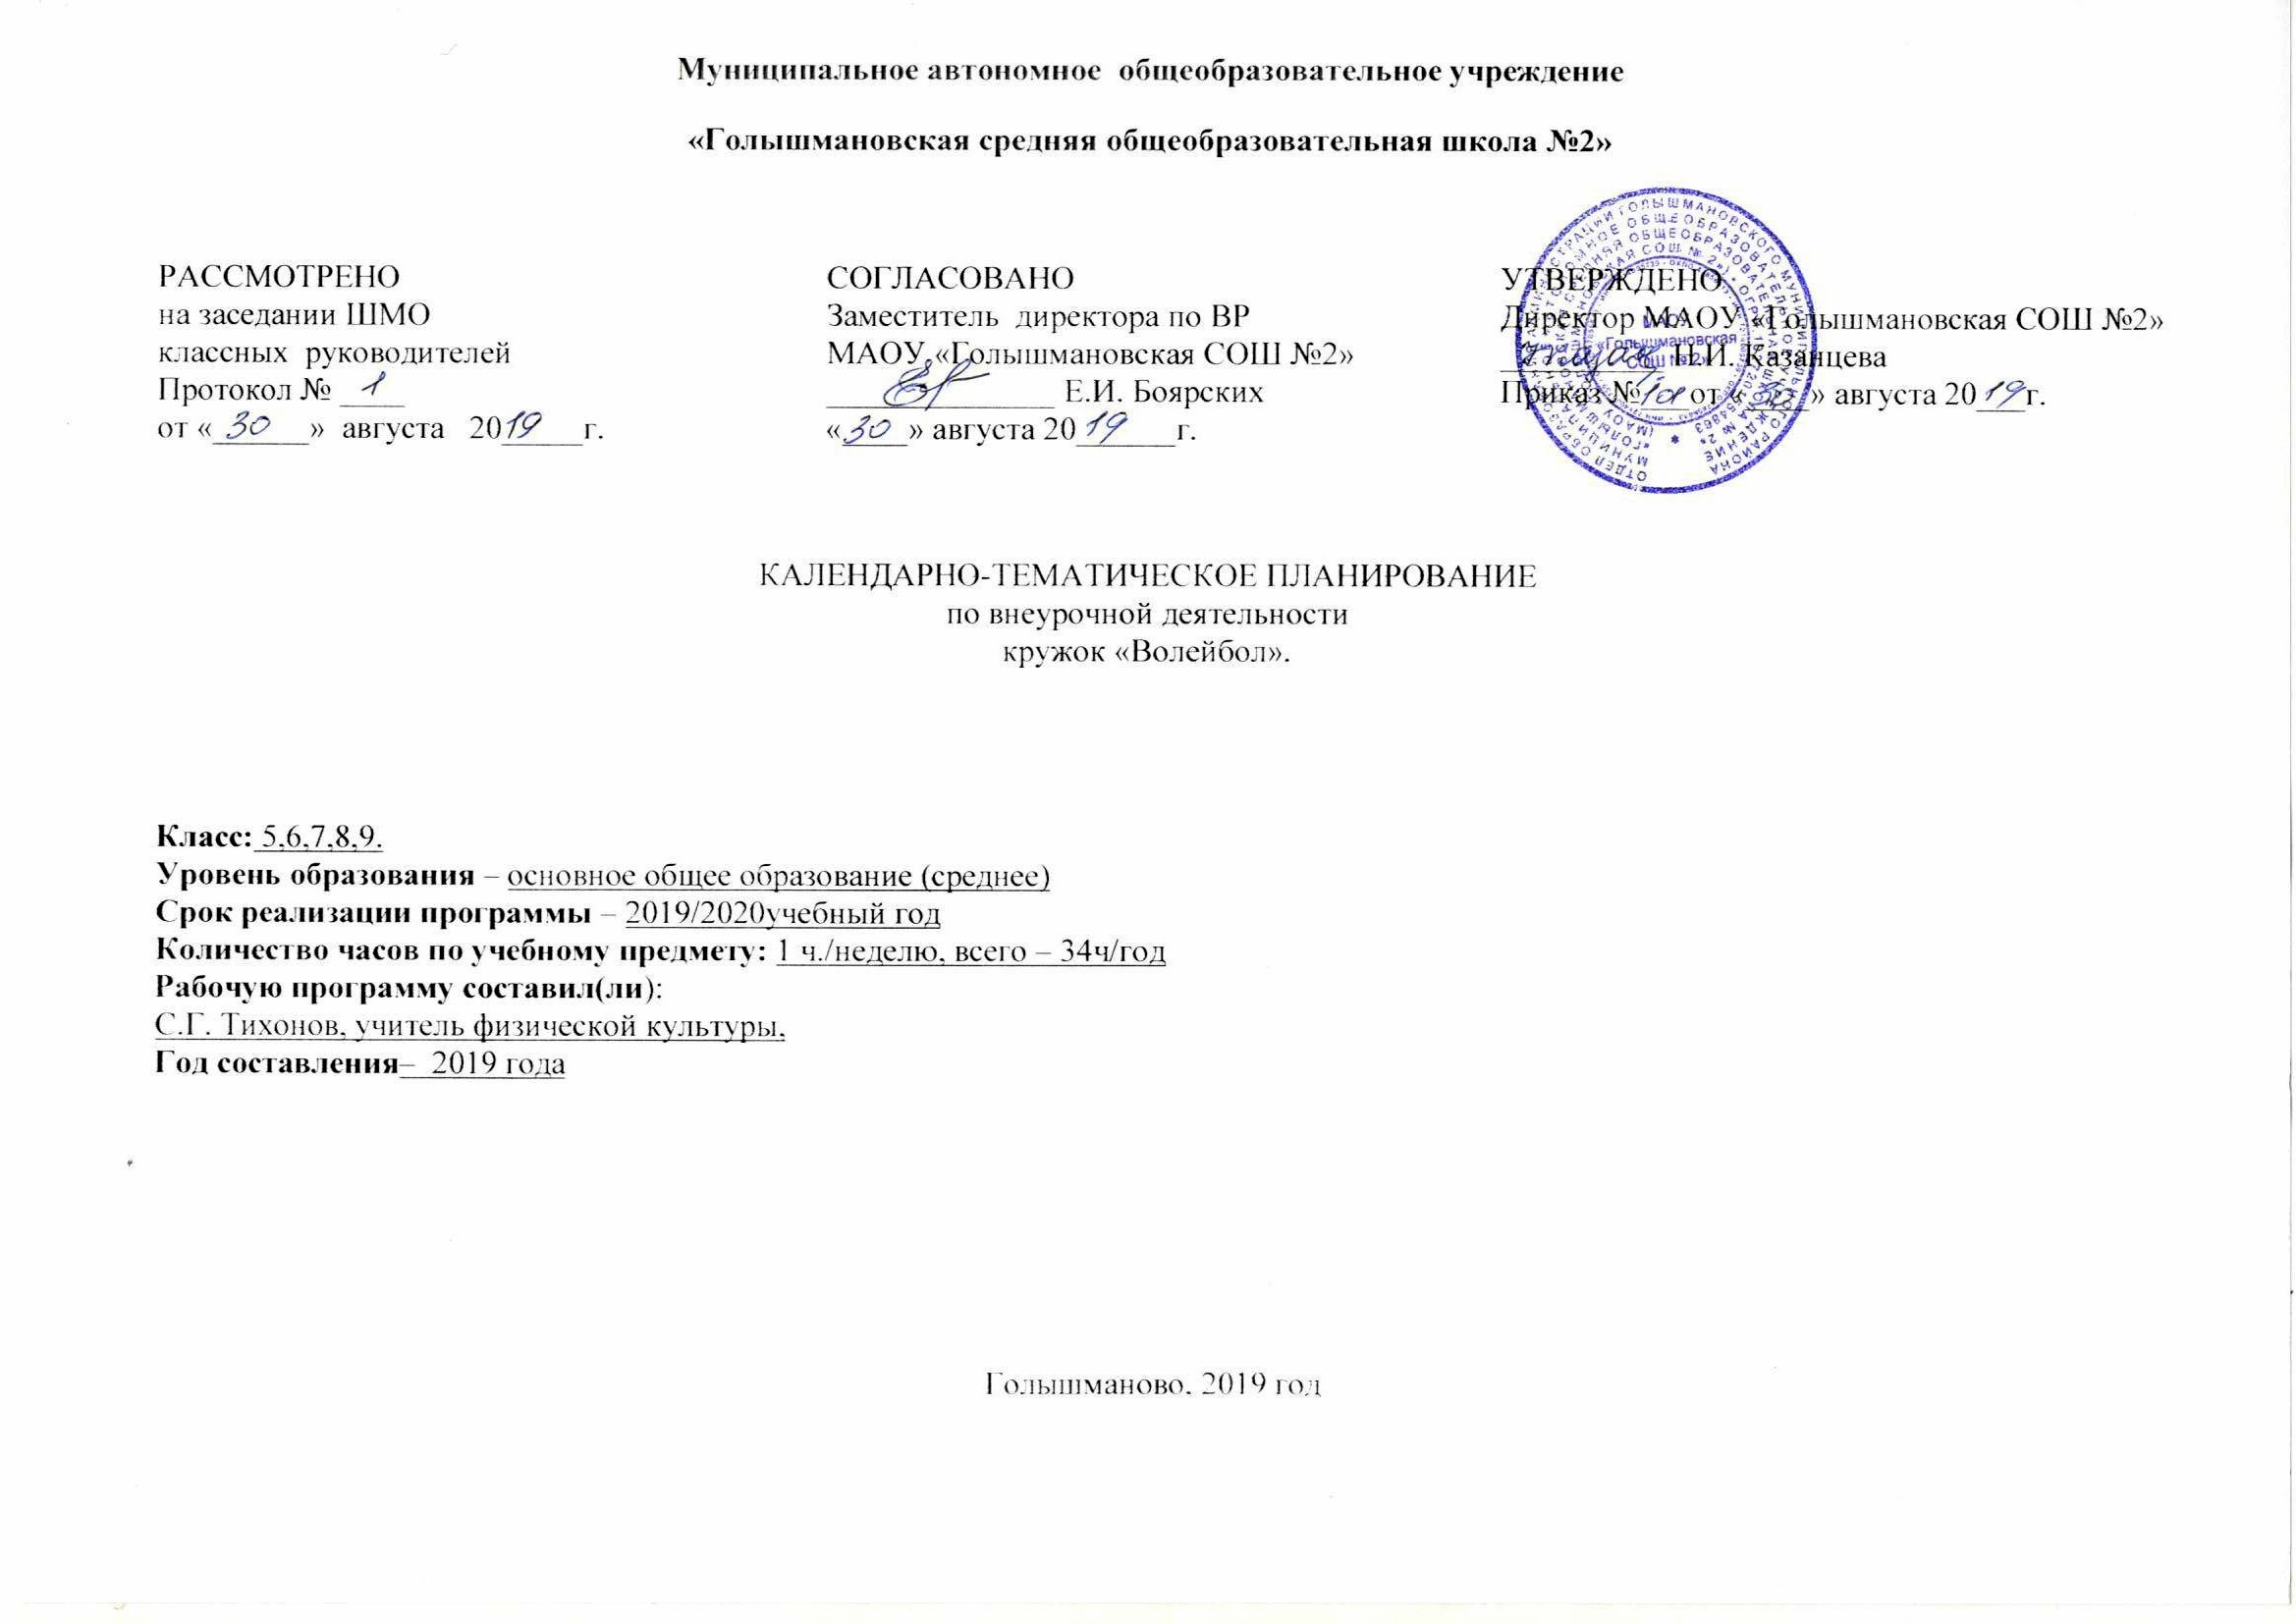 Муниципальное автономное общеобразовательное учреждение
«Голышмановская средняя общеобразовательная школа №2»
РАССМОТРЕНО
на заседании ШМО
классных руководителей
Протокол № 1
от «30» августа 2019 г.
СОГЛАСОВАНО
Заместитель директора по ВР
МАОУ «Голышмановская СОШ №2»
Е.И. Боярских
«30» августа 2019 г.
УТВЕРЖДЕНО
Директор МАОУ «Голышмановская СОШ №2»
Н.И. Казанцева
Приказ № от «30» августа 2019 г.
МАОУ
«Голышмановская
СОШ №2»
КАЛЕНДАРНО-ТЕМАТИЧЕСКОЕ ПЛАНИРОВАНИЕ
по внеурочной деятельности
кружок «Волейбол».
Класс: 5,6,7,8,9.
Уровень образования – основное общее образование (среднее)
Срок реализации программы – 2019/2020учебный год
Количество часов по учебному предмету: 1 ч./неделю, всего – 34ч/год
Рабочую программу составил(ли):
С.Г. Тихонов, учитель физической культуры.
Год составления– 2019 года
Голышманово, 2019 год